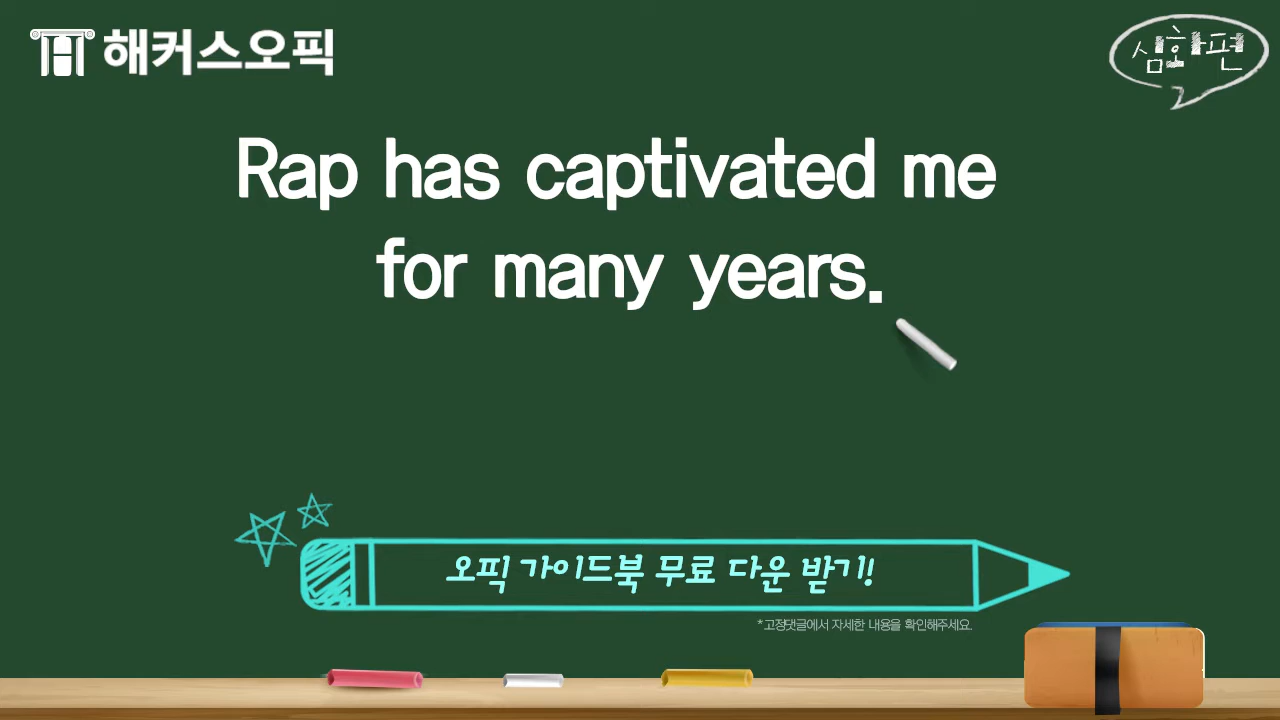 해커스오픽
심화편
Rap has captivated me
for many years.
오픽 가이드북 무료 다운 받기!
*고정댓글에서 자세한 내용을 확인해주세요.